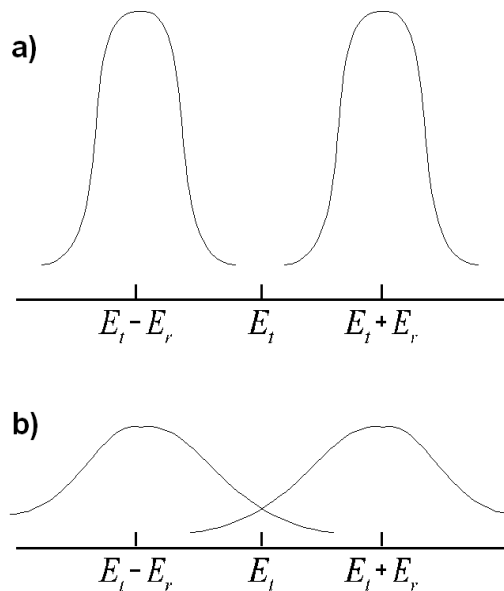 a)
E_t − E_r E_t E_t + E_r
b)
E_t − E_r E_t E_t + E_r